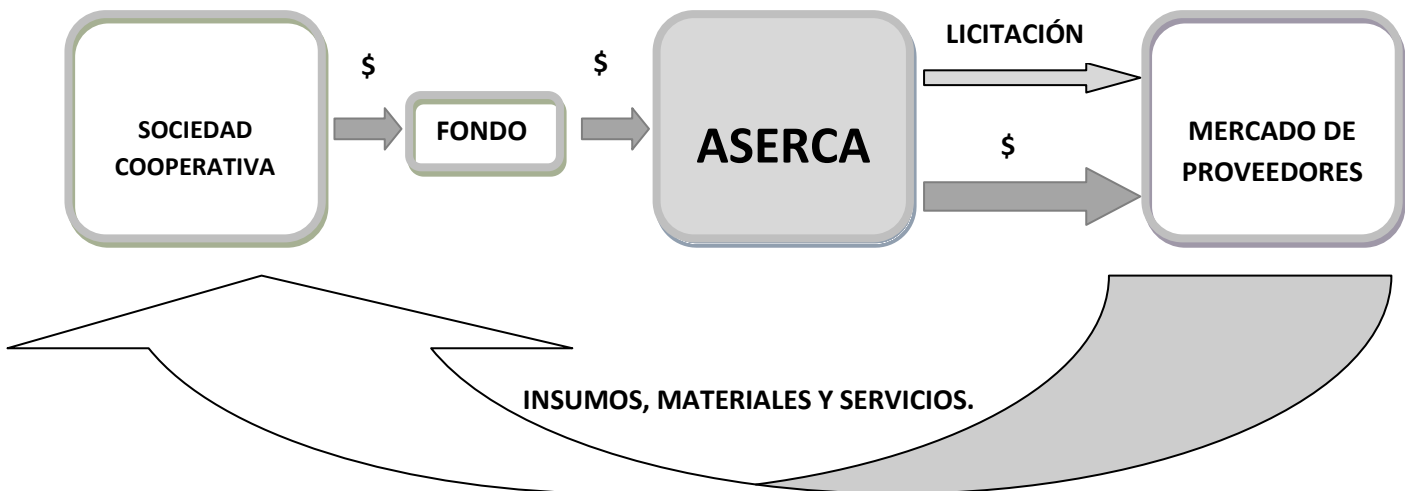 SOCIEDAD
COOPERATIVA
$
FONDO
$
ASERCA
LICITACIÓN
$
MERCADO DE
PROVEEDORES
INSUMOS, MATERIALES Y SERVICIOS.